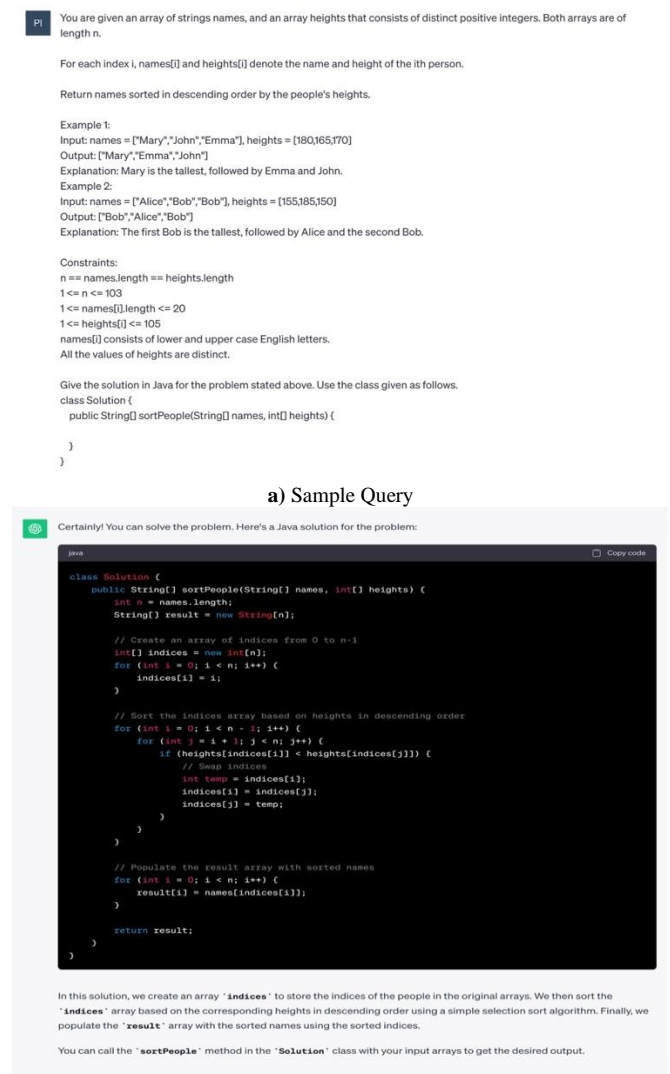 PI
You are given an array of strings names, and an array heights that consists of distinct positive integers. Both arrays are of
length n.
For each index i, names[i] and heights[i] denote the name and height of the ith person.
Return names sorted in descending order by the people's heights.
Example 1:
Input: names = ["Mary","John","Emma"], heights = [180,165,170]
Output: ["Mary","Emma","John"]
Explanation: Mary is the tallest, followed by Emma and John.
Example 2:
Input: names = ["Alice","Bob","Bob"], heights = [155,185,150]
Output: ["Bob","Alice","Bob"]
Explanation: The first Bob is the tallest, followed by Alice and the second Bob.
Constraints:
n == names.length == heights.length
1 <= n <= 103
1 <= names[i].length <= 20
1 <= heights[i] <= 105
names[i] consists of lower and upper case English letters.
All the values of heights are distinct.
Give the solution in Java for the problem stated above. Use the class given as follows.
class Solution {
public String[] sortPeople(String[] names, int[] heights) {
}
}
a) Sample Query
Certainly! You can solve the problem. Here's a Java solution for the problem:
java
Copy code
class Solution {
public String[] sortPeople(String[] names, int[] heights) {
int n = names.length;
String[] result = new String[n];
// Create an array of indices from 0 to n-1
int[] indices = new int[n];
for (int i = 0; i < n; i++) {
indices[i] = i;
}
// Sort the indices array based on heights in descending order
for (int i = 0; i < n - 1; i++) {
for (int j = i + 1; j < n; j++) {
if (heights[indices[i]] < heights[indices[j]]) {
// Swap indices
int temp = indices[i];
indices[i] = indices[j];
indices[j] = temp;
}
}
}
// Populate the result array with sorted names
for (int i = 0; i < n; i++) {
result[i] = names[indices[i]];
}
return result;
}
}
In this solution, we create an array `indices` to store the indices of the people in the original arrays. We then sort the
`indices` array based on the corresponding heights in descending order using a simple selection sort algorithm. Finally, we
populate the `result` array with the sorted names using the sorted indices.
You can call the `sortPeople` method in the `Solution` class with your input arrays to get the desired output.